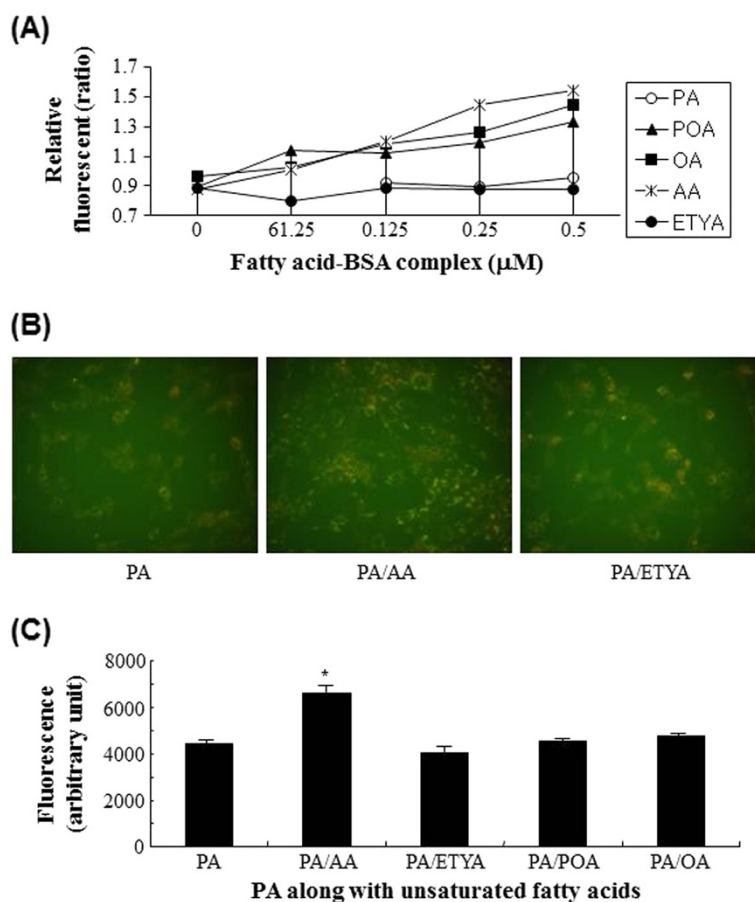 (A)
Relative
fluorescent (ratio)
1.7
1.5
1.3
1.1
0.9
0.7
0 61.25 0.125 0.25 0.5
Fatty acid-BSA complex (μM)
PA
POA
OA
AA
ETYA
(B)
PA PA/AA PA/ETYA
(C)
Fluorescence
(arbitrary unit)
8000
6000
4000
2000
0
*
PA PA/AA PA/ETYA PA/POA PA/OA
PA along with unsaturated fatty acids